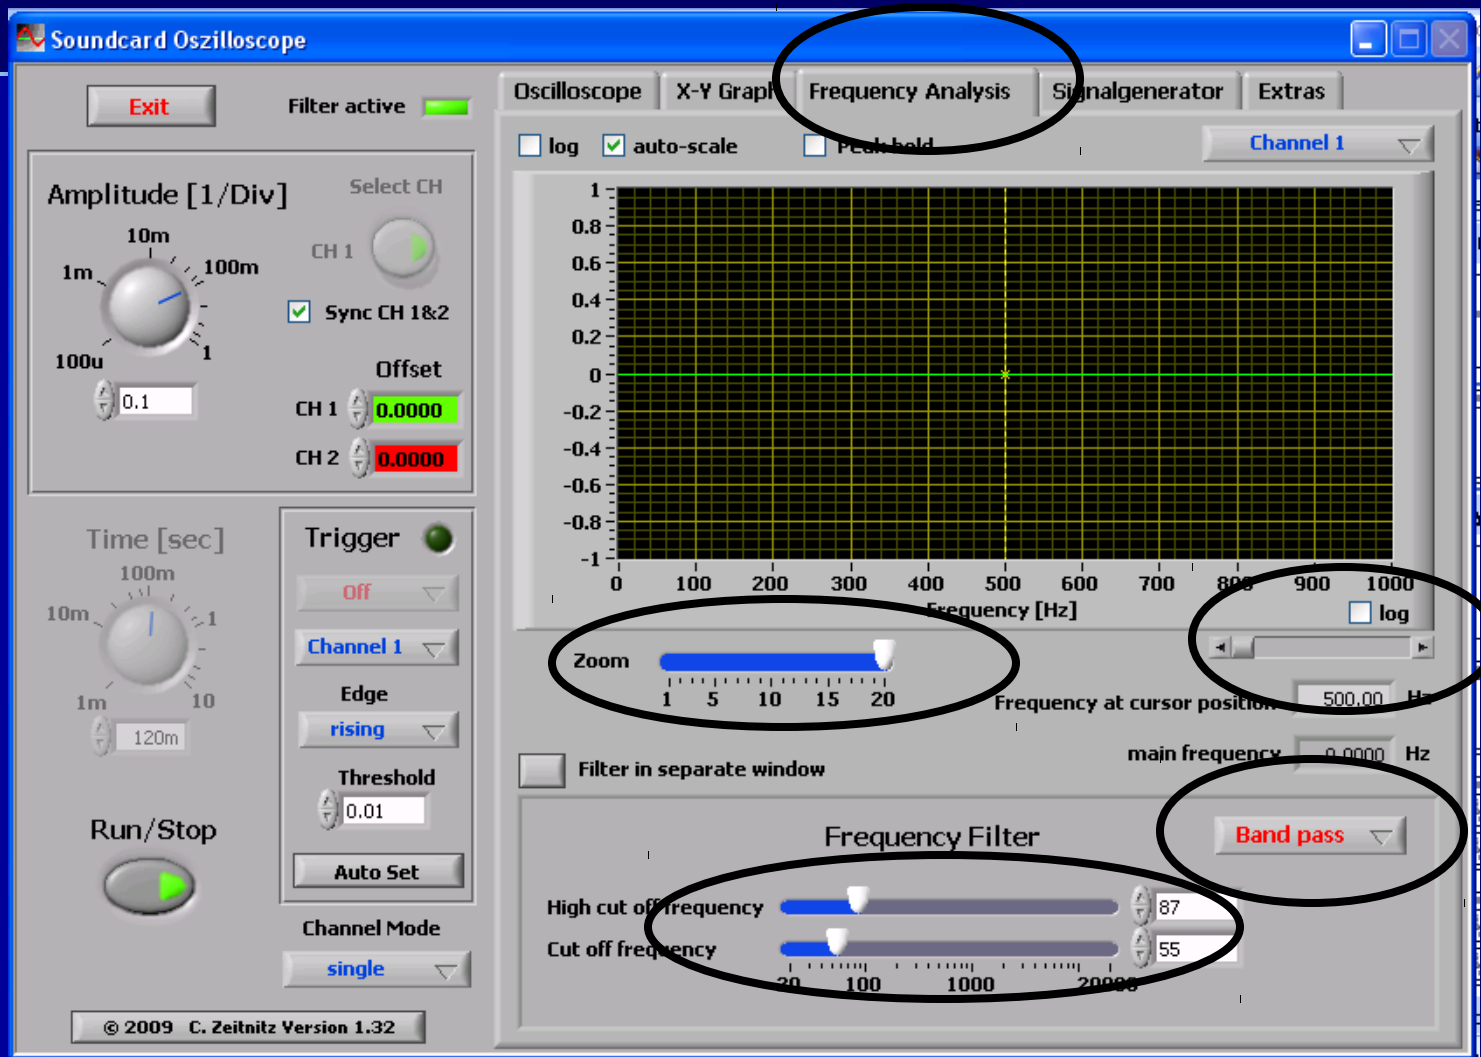 Soundcard Oszilloscope
Exit
Filter active
Oscilloscope X-Y Graph Frequency Analysis Signalgenerator Extras
log auto-scale Peak hold Channel 1
Amplitude [1/Div]
Select CH
10m
1m
100m
CH 1
Sync CH 1&2
100u
1
0.1
Offset
CH 1 0.0000
CH 2 0.0000
1
0.8
0.6
0.4
0.2
0
-0.2
-0.4
-0.6
-0.8
-1
0 100 200 300 400 500 600 700 800 900 1000
Frequency [Hz]
log
Time [sec]
100m
10m
1
1m
10
120m
Trigger
Off
Channel 1
Edge
rising
Threshold
0.01
Auto Set
Run/Stop
Channel Mode
single
© 2009 C. Zeitnitz Version 1.32
Zoom
1 5 10 15 20
Frequency at cursor position 500.00 Hz
main frequency 0.0000 Hz
Filter in separate window
Frequency Filter
Band pass
High cut off frequency 87
Cut off frequency 55
20 100 1000 20000